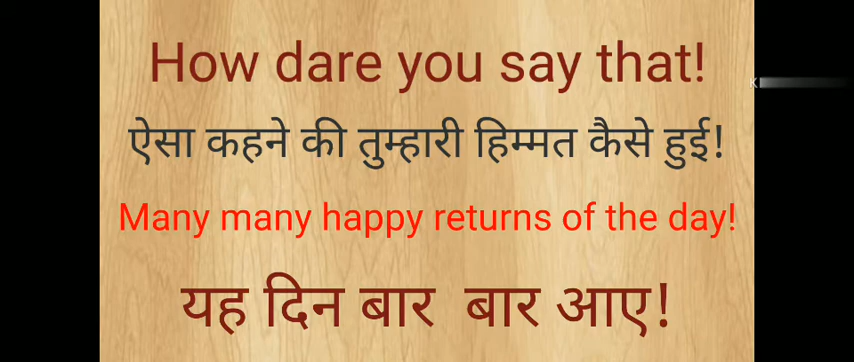 How dare you say that!
ऐसा कहने की तुम्हारी हिम्मत कैसे हुई!
Many many happy returns of the day!
यह दिन बार बार आए!